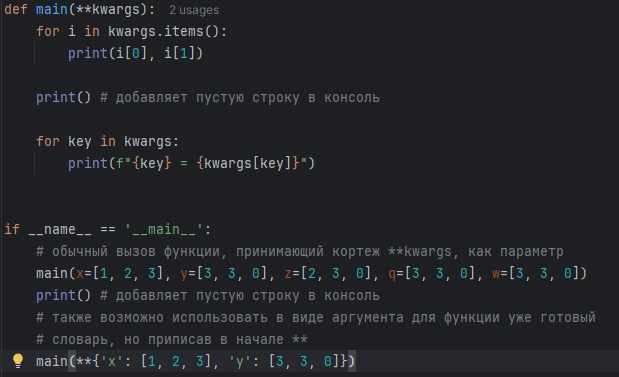 def main(**kwargs):  2 usages
    for i in kwargs.items():
        print(i[0], i[1])
    print() # добавляет пустую строку в консоль
    for key in kwargs:
        print(f"{key} = {kwargs[key]}")
if __name__ == '__main__':
    # обычный вызов функции, принимающий кортеж **kwargs, как параметр
    main(x=[1, 2, 3], y=[3, 3, 0], z=[2, 3, 0], q=[3, 3, 0], w=[3, 3, 0])
    print() # добавляет пустую строку в консоль
    # также возможно использовать в виде аргумента для функции уже готовый
    # словарь, но приписав в начале **
    main(**{'x': [1, 2, 3], 'y': [3, 3, 0]})